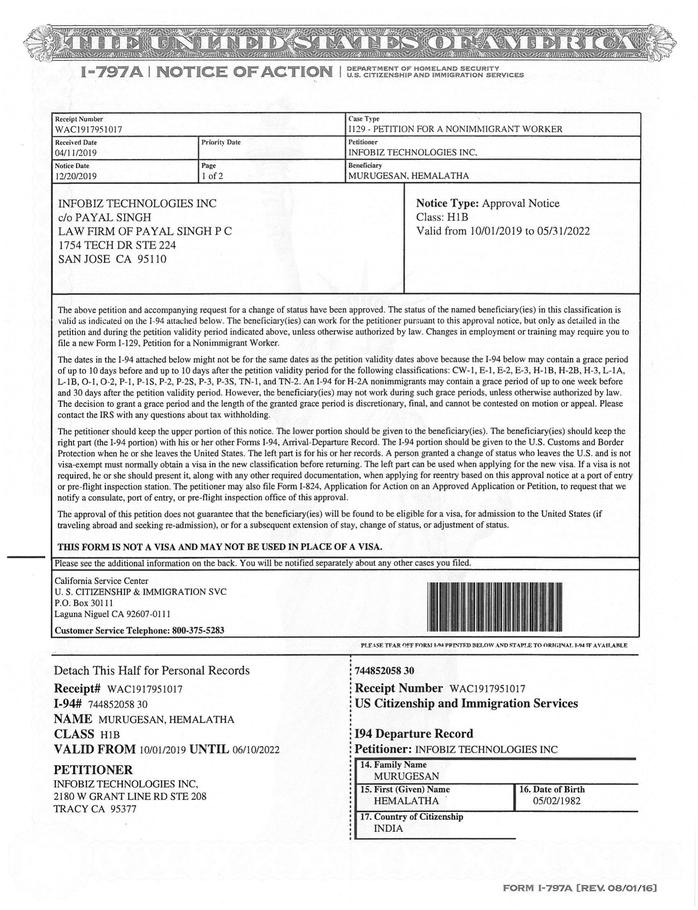 THE UNITED STATES OF AMERICA
I-797A | NOTICE OF ACTION | DEPARTMENT OF HOMELAND SECURITY
U.S. CITIZENSHIP AND IMMIGRATION SERVICES
Receipt Number
WAC1917951017
Case Type
I129 - PETITION FOR A NONIMMIGRANT WORKER
Received Date
04/11/2019
Priority Date
Petitioner
INFOBIZ TECHNOLOGIES INC.
Notice Date
12/20/2019
Page
1 of 2
Beneficiary
MURUGESAN, HEMALATHA
INFOBIZ TECHNOLOGIES INC
c/o PAYAL SINGH
LAW FIRM OF PAYAL SINGH P C
1754 TECH DR STE 224
SAN JOSE CA 95110
Notice Type: Approval Notice
Class: H1B
Valid from 10/01/2019 to 05/31/2022
The above petition and accompanying request for a change of status have been approved. The status of the named beneficiary(ies) in this classification is
valid as indicated on the I-94 attached below. The beneficiary(ies) can work for the petitioner pursuant to this approval notice, but only as detailed in the
petition and during the petition validity period indicated above, unless otherwise authorized by law. Changes in employment or training may require you to
file a new Form I-129, Petition for a Nonimmigrant Worker.
The dates in the I-94 attached below might not be for the same dates as the petition validity dates above because the I-94 below may contain a grace period
of up to 10 days before and up to 10 days after the petition validity period for the following classifications: CW-1, E-1, E-2, E-3, H-1B, H-2B, H-3, L-1A,
L-1B, O-1, O-2, P-1, P-1S, P-2, P-2S, P-3, P-3S, TN-1, and TN-2. An I-94 for H-2A nonimmigrants may contain a grace period of up to one week before
and 30 days after the petition validity period. However, the beneficiary(ies) may not work during such grace periods, unless otherwise authorized by law.
The decision to grant a grace period and the length of the granted grace period is discretionary, final, and cannot be contested on motion or appeal. Please
contact the IRS with any questions about tax withholding.
The petitioner should keep the upper portion of this notice. The lower portion should be given to the beneficiary(ies). The beneficiary(ies) should keep the
right part (the I-94 portion) with his or her other Forms I-94, Arrival-Departure Record. The I-94 portion should be given to the U.S. Customs and Border
Protection when he or she leaves the United States. The left part is for his or her records. A person granted a change of status who leaves the U.S. and is not
visa-exempt must normally obtain a visa in the new classification before returning. The left part can be used when applying for the new visa. If a visa is not
required, he or she should present it, along with any other required documentation, when applying for reentry based on this approval notice at a port of entry
or pre-flight inspection station. The petitioner may also file Form I-824, Application for Action on an Approved Application or Petition, to request that we
notify a consulate, port of entry, or pre-flight inspection office of this approval.
The approval of this petition does not guarantee that the beneficiary(ies) will be found to be eligible for a visa, for admission to the United States (if
traveling abroad and seeking re-admission), or for a subsequent extension of stay, change of status, or adjustment of status.
THIS FORM IS NOT A VISA AND MAY NOT BE USED IN PLACE OF A VISA.
Please see the additional information on the back. You will be notified separately about any other cases you filed.
California Service Center
U. S. CITIZENSHIP & IMMIGRATION SVC
P.O. Box 30111
Laguna Niguel CA 92607-0111
Customer Service Telephone: 800-375-5283
PLEASE TEAR OFF FORM I-94 PRINTED BELOW AND STAPLE TO ORIGINAL I-94 IF AVAILABLE
Detach This Half for Personal Records
Receipt# WAC1917951017
I-94# 744852058 30
NAME MURUGESAN, HEMALATHA
CLASS H1B
VALID FROM 10/01/2019 UNTIL 06/10/2022
PETITIONER
INFOBIZ TECHNOLOGIES INC,
2180 W GRANT LINE RD STE 208
TRACY CA 95377
744852058 30
Receipt Number WAC1917951017
US Citizenship and Immigration Services
I94 Departure Record
Petitioner: INFOBIZ TECHNOLOGIES INC
14. Family Name
MURUGESAN
15. First (Given) Name
HEMALATHA
16. Date of Birth
05/02/1982
17. Country of Citizenship
INDIA
FORM I-797A [REV. 08/01/16]